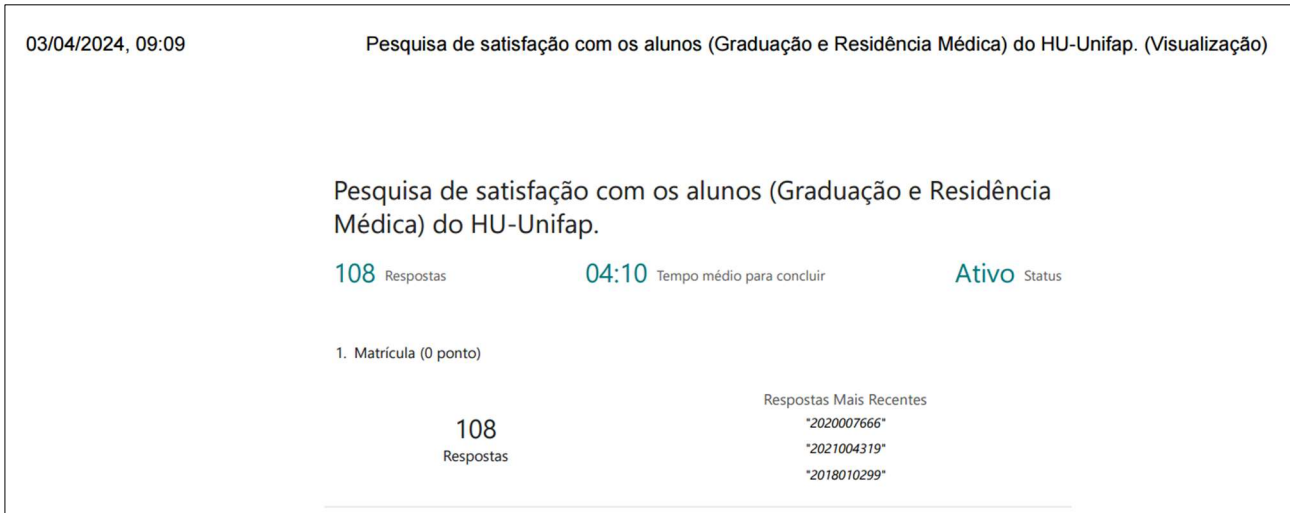 03/04/2024, 09:09 Pesquisa de satisfação com os alunos (Graduação e Residência Médica) do HU-Unifap. (Visualização)
Pesquisa de satisfação com os alunos (Graduação e Residência
Médica) do HU-Unifap.
108 Respostas 04:10 Tempo médio para concluir Ativo Status
1. Matrícula (0 ponto)
108
Respostas
Respostas Mais Recentes
"2020007666"
"2021004319"
"2018010299"